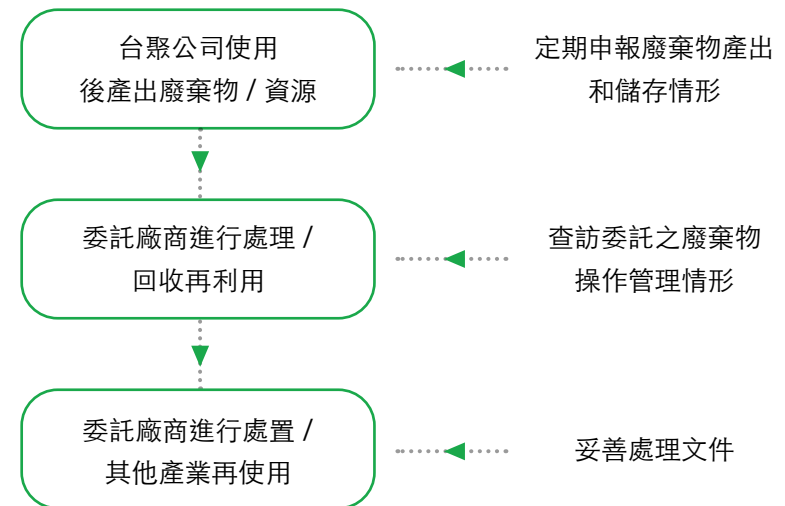 台聚公司使用
後產出廢棄物 / 資源
定期申報廢棄物產出
和儲存情形
委託廠商進行處理 /
回收再利用
查訪委託之廢棄物
操作管理情形
委託廠商進行處置 /
其他產業再使用
妥善處理文件